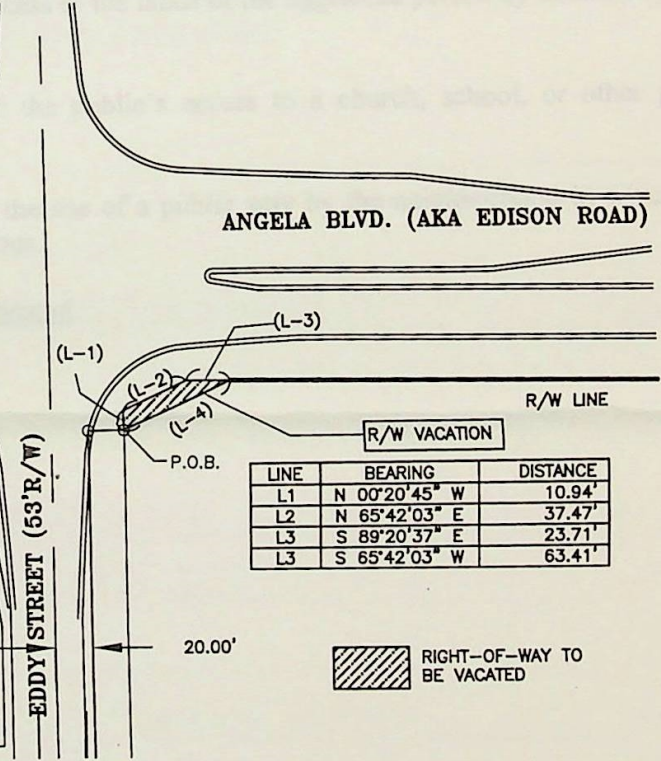 ANGELA BLVD. (AKA EDISON ROAD)
(L-3)
(L-1)
(L-2)
(L-4)
R/W LINE
R/W VACATION
P.O.B.
LINE BEARING DISTANCE
L1 N 00°20'45" W 10.94'
L2 N 65°42'03" E 37.47'
L3 S 89°20'37" E 23.71'
L3 S 65°42'03" W 63.41'
EDDY STREET (53'R/W)
20.00'
RIGHT-OF-WAY TO
BE VACATED